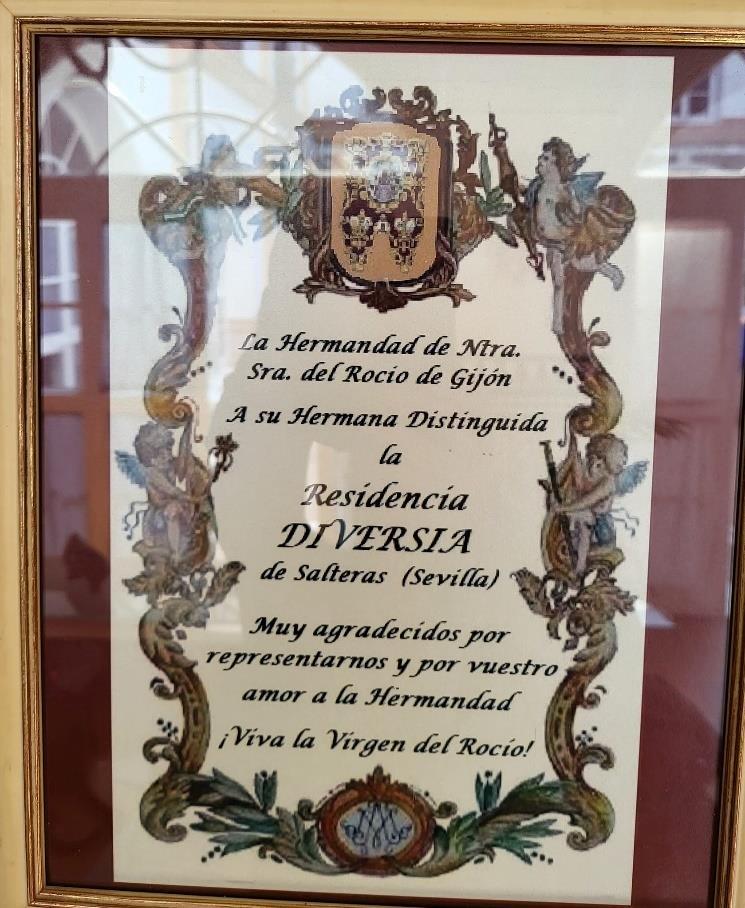 La Hermandad de Ntra.
Sra. del Rocio de Gijón
A su Hermana Distinguida
la
Residencia
DIVERSIA
de Salteras (Sevilla)
Muy agradecidos por
representarnos y por vuestro
amor a la Hermandad
¡Viva la Virgen del Rocío!